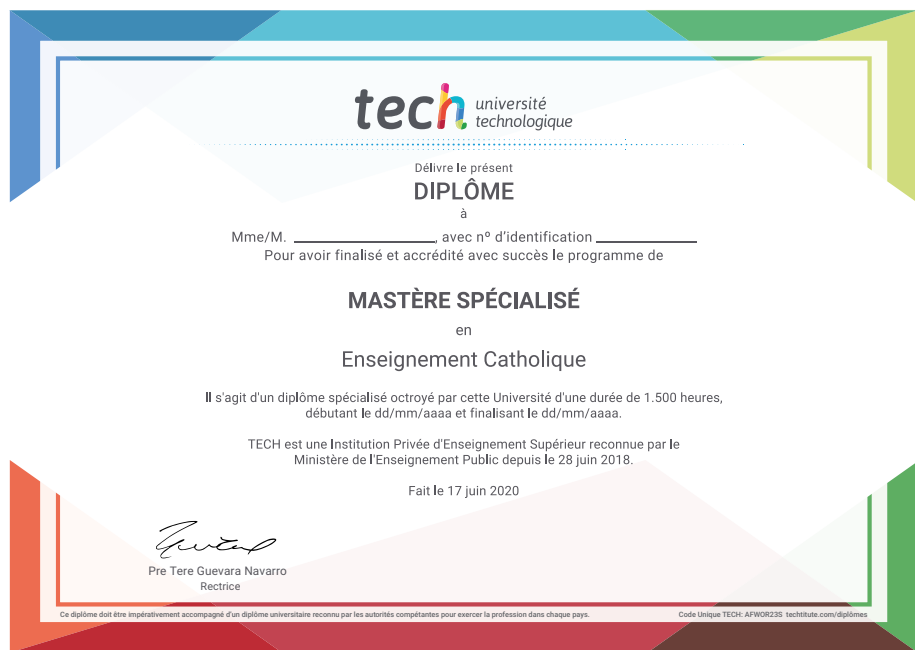 tech université
technologique
Délivre le présent
DIPLÔME
à
Mme/M. ____________, avec nº d'identification ____________
Pour avoir finalisé et accrédité avec succès le programme de
MASTÈRE SPÉCIALISÉ
en
Enseignement Catholique
Il s'agit d'un diplôme spécialisé octroyé par cette Université d'une durée de 1.500 heures,
débutant le dd/mm/aaaa et finalisant le dd/mm/aaaa.
TECH est une Institution Privée d'Enseignement Supérieur reconnue par le
Ministère de l'Enseignement Public depuis le 28 juin 2018.
Fait le 17 juin 2020
Pre Tere Guevara Navarro
Rectrice
Ce diplôme doit être impérativement accompagné d'un diplôme universitaire reconnu par les autorités compétantes pour exercer la profession dans chaque pays. Code Unique TECH: AFWOR23S techtitute.com/diplômes